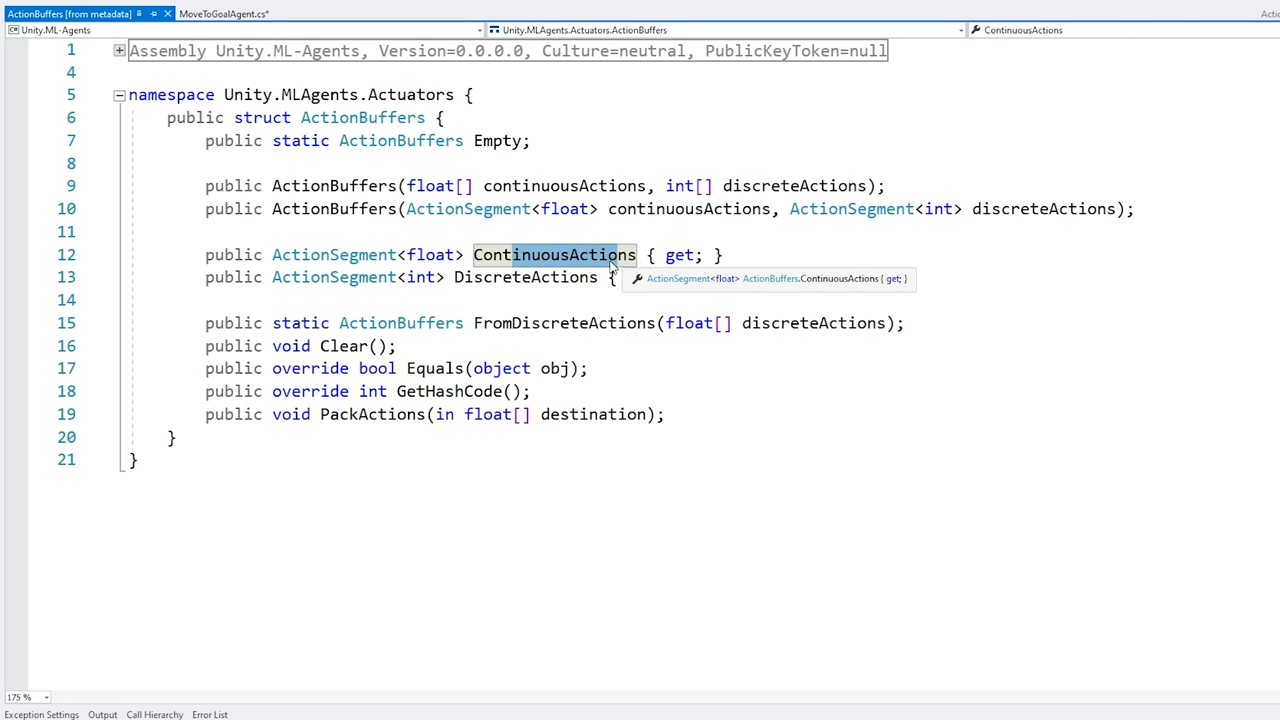 ActionBuffers [from metadata] MoveToGoalAgent.cs*
Unity.ML-Agents Unity.MLAgents.Actuators.ActionBuffers ContinuousActions
1 Assembly Unity.ML-Agents, Version=0.0.0.0, Culture=neutral, PublicKeyToken=null
4
5 namespace Unity.MLAgents.Actuators {
6 public struct ActionBuffers {
7 public static ActionBuffers Empty;
8
9 public ActionBuffers(float[] continuousActions, int[] discreteActions);
10 public ActionBuffers(ActionSegment<float> continuousActions, ActionSegment<int> discreteActions);
11
12 public ActionSegment<float> ContinuousActions { get; }
13 public ActionSegment<int> DiscreteActions {
ActionSegment<float> ActionBuffers.ContinuousActions { get; }
14
15 public static ActionBuffers FromDiscreteActions(float[] discreteActions);
16 public void Clear();
17 public override bool Equals(object obj);
18 public override int GetHashCode();
19 public void PackActions(in float[] destination);
20 }
21 }
175 %
Exception Settings Output Call Hierarchy Error List